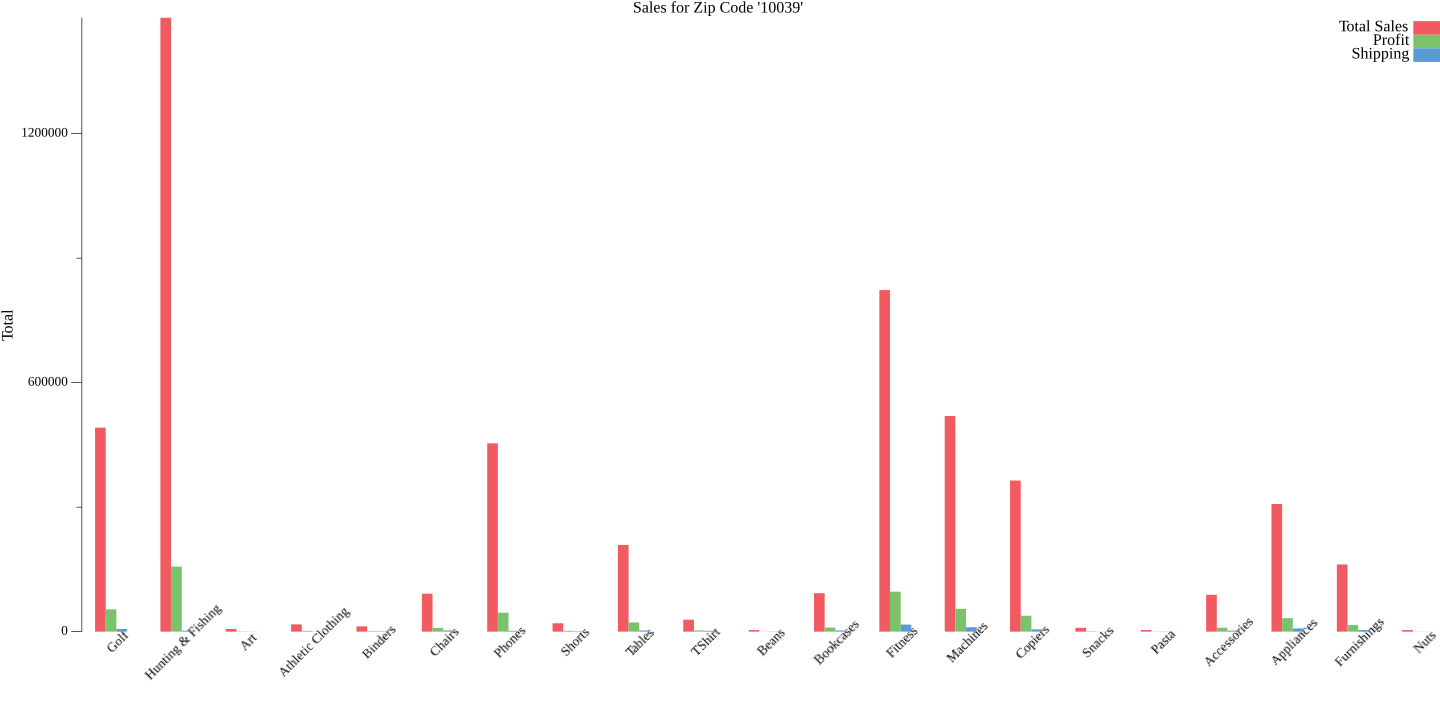 Sales for Zip Code '10039'
Total Sales
Profit
Shipping
1200000
600000
0
Total
Golf
Hunting & Fishing
Art
Athletic Clothing
Binders
Chairs
Phones
Shorts
Tables
TShirt
Beans
Bookcases
Fitness
Machines
Copiers
Snacks
Pasta
Accessories
Appliances
Furnishings
Nuts